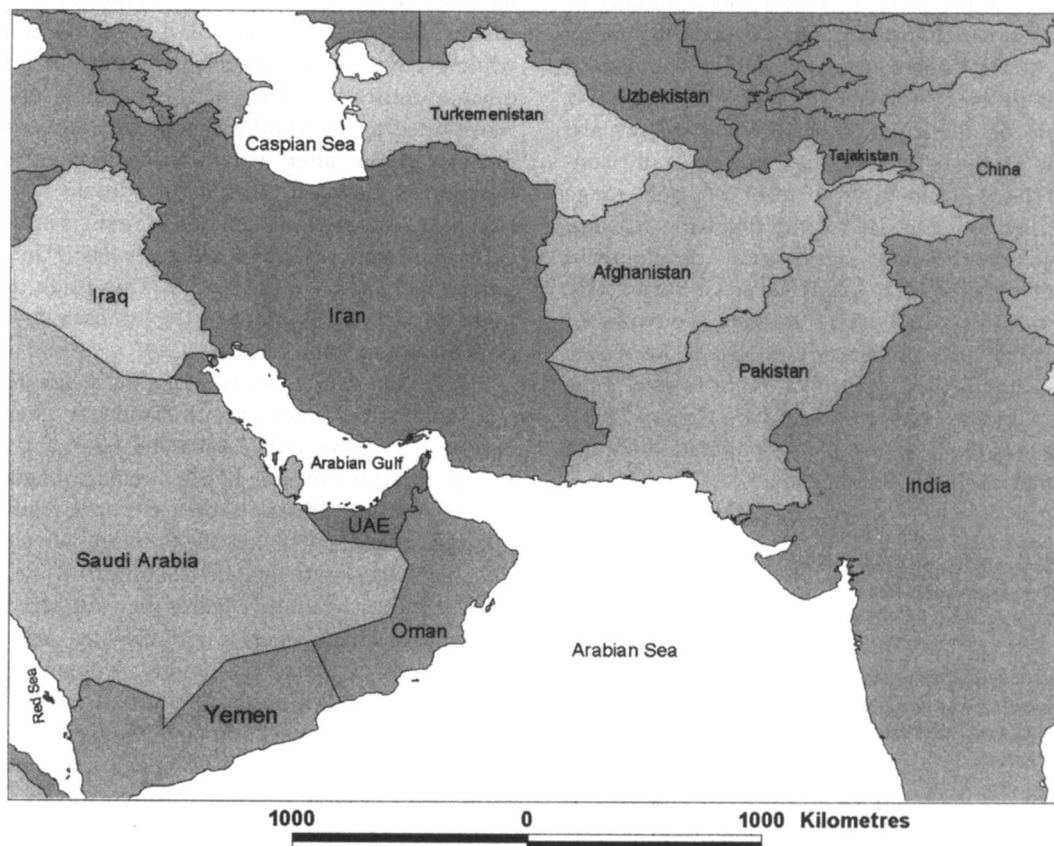 Uzbekistan
Turkemenistan
Caspian Sea
Tajakistan
China
Afghanistan
Iraq
Iran
Pakistan
Arabian Gulf
India
UAE
Saudi Arabia
Oman
Arabian Sea
Red Sea
Yemen
1000 0 1000 Kilometres